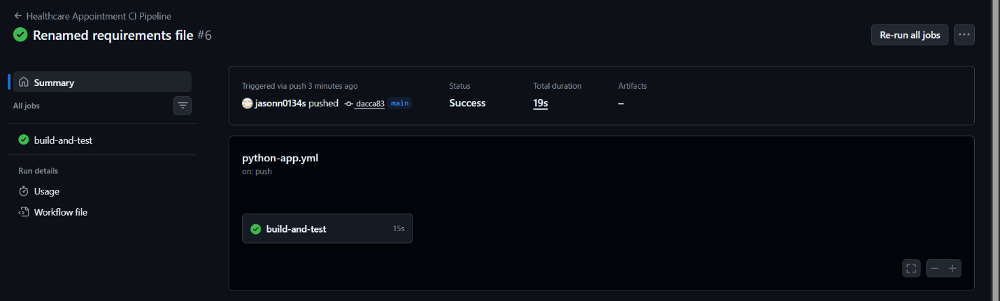 ← Healthcare Appointment CI Pipeline
Renamed requirements file #6
Re-run all jobs
Summary
All jobs
build-and-test
Run details
Usage
Workflow file
Triggered via push 3 minutes ago
jasonn0134s pushed dacca83 main
Status
Success
Total duration
19s
Artifacts
–
python-app.yml
on: push
build-and-test 15s